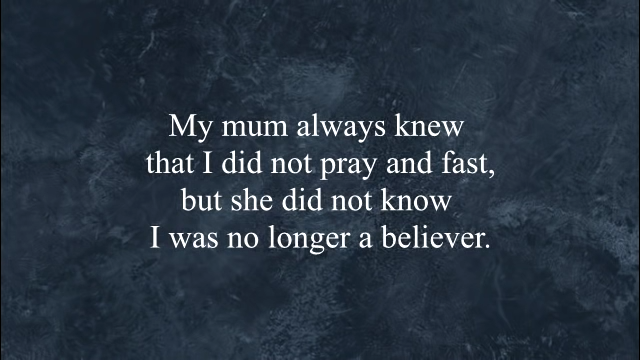 My mum always knew
that I did not pray and fast,
but she did not know
I was no longer a believer.